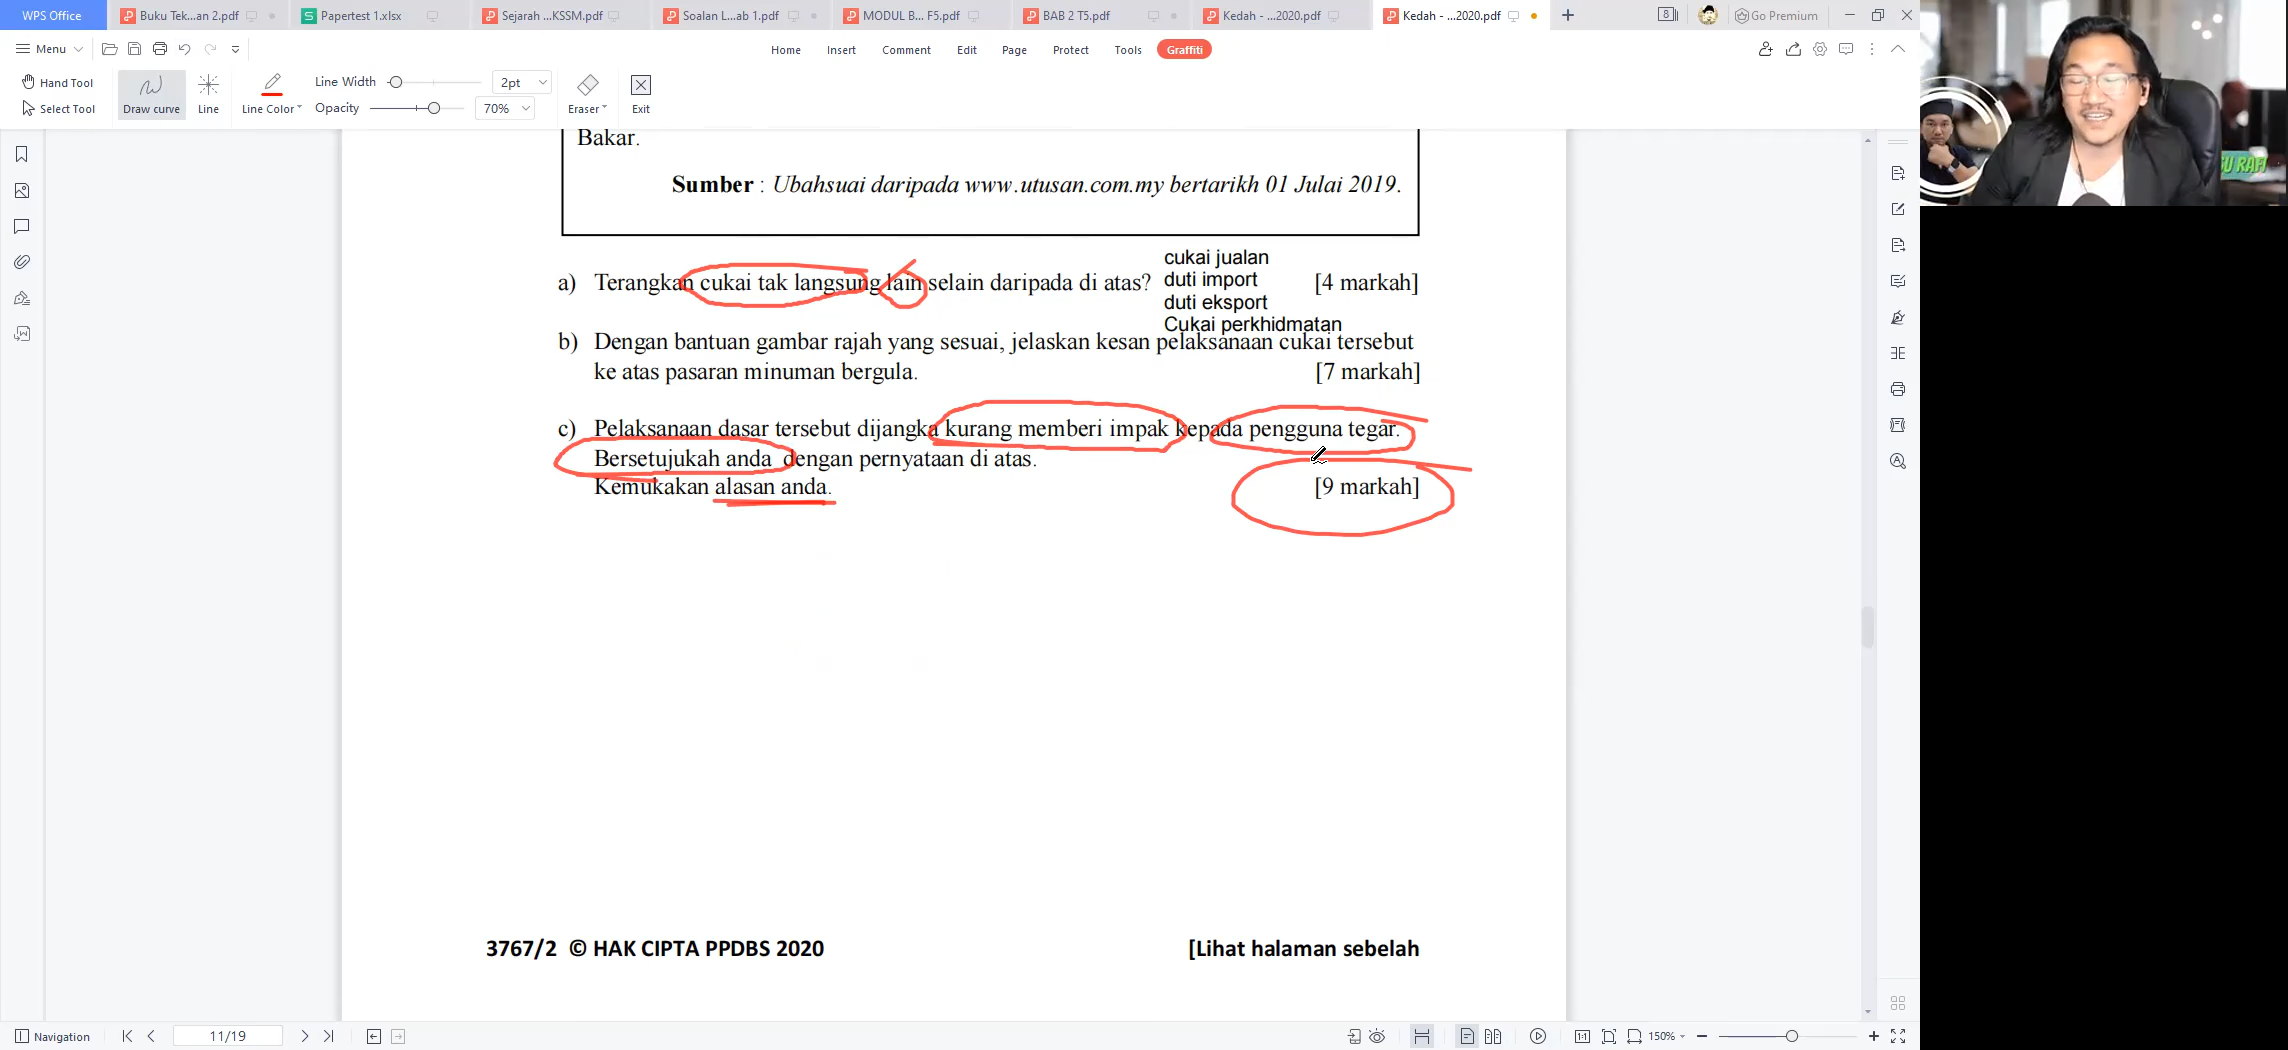 WPS Office
Buku Tek...an 2.pdf
Papertest 1.xlsx
Sejarah ...KSSM.pdf
Soalan L...ab 1.pdf
MODUL B... F5.pdf
BAB 2 T5.pdf
Kedah - ...2020.pdf
Kedah - ...2020.pdf
Go Premium
Menu
Home Insert Comment Edit Page Protect Tools Graffiti
Hand Tool
Select Tool
Draw curve
Line
Line Color
Line Width 2pt
Opacity 70%
Eraser
Exit
Bakar.
Sumber : Ubahsuai daripada www.utusan.com.my bertarikh 01 Julai 2019.
a) Terangkan cukai tak langsung lain selain daripada di atas? [4 markah]
cukai jualan
duti import
duti eksport
Cukai perkhidmatan
b) Dengan bantuan gambar rajah yang sesuai, jelaskan kesan pelaksanaan cukai tersebut
ke atas pasaran minuman bergula. [7 markah]
c) Pelaksanaan dasar tersebut dijangka kurang memberi impak kepada pengguna tegar.
Bersetujukah anda dengan pernyataan di atas.
Kemukakan alasan anda. [9 markah]
3767/2 © HAK CIPTA PPDBS 2020 [Lihat halaman sebelah
Navigation
11/19
150%